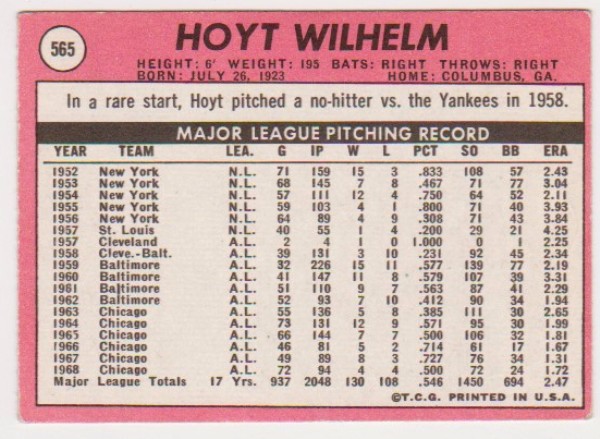 565
HOYT WILHELM
HEIGHT: 6' WEIGHT: 195 BATS: RIGHT THROWS: RIGHT
BORN: JULY 26, 1923 HOME: COLUMBUS, GA.
In a rare start, Hoyt pitched a no-hitter vs. the Yankees in 1958.
MAJOR LEAGUE PITCHING RECORD
YEAR TEAM LEA. G IP W L PCT SO BB ERA
1952 New York N.L. 71 159 15 3 .833 108 57 2.43
1953 New York N.L. 68 145 7 8 .467 71 77 3.04
1954 New York N.L. 57 111 12 4 .750 64 52 2.11
1955 New York N.L. 59 103 4 1 .800 71 40 3.93
1956 New York N.L. 64 89 4 9 .308 71 43 3.84
1957 St. Louis N.L. 40 55 1 4 .200 29 21 4.25
1957 Cleveland A.L. 2 4 1 0 1.000 0 1 2.25
1958 Cleve.-Balt. A.L. 39 131 3 10 .231 92 45 2.34
1959 Baltimore A.L. 32 226 15 11 .577 139 77 2.19
1960 Baltimore A.L. 41 147 11 8 .579 107 39 3.31
1961 Baltimore A.L. 51 110 9 7 .563 87 41 2.29
1962 Baltimore A.L. 52 93 7 10 .412 90 34 1.94
1963 Chicago A.L. 55 136 5 8 .385 111 30 2.65
1964 Chicago A.L. 73 131 12 9 .571 95 30 1.99
1965 Chicago A.L. 66 144 7 7 .500 106 32 1.81
1966 Chicago A.L. 46 81 5 2 .714 61 17 1.67
1967 Chicago A.L. 49 89 8 3 .727 76 34 1.31
1968 Chicago A.L. 72 94 4 4 .500 72 24 1.72
Major League Totals 17 Yrs. 937 2048 130 108 .546 1450 694 2.47
©T.C.G. PRINTED IN U.S.A.